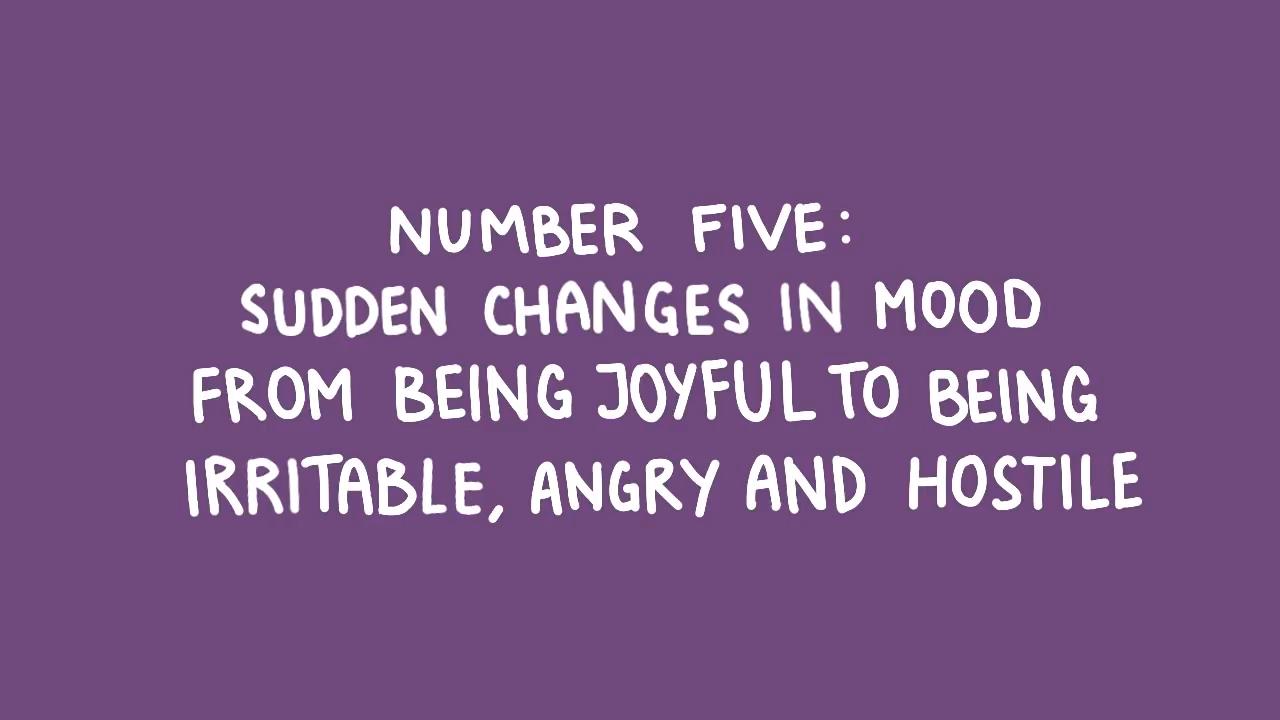 NUMBER FIVE:
SUDDEN CHANGES IN MOOD
FROM BEING JOYFUL TO BEING
IRRITABLE, ANGRY AND HOSTILE